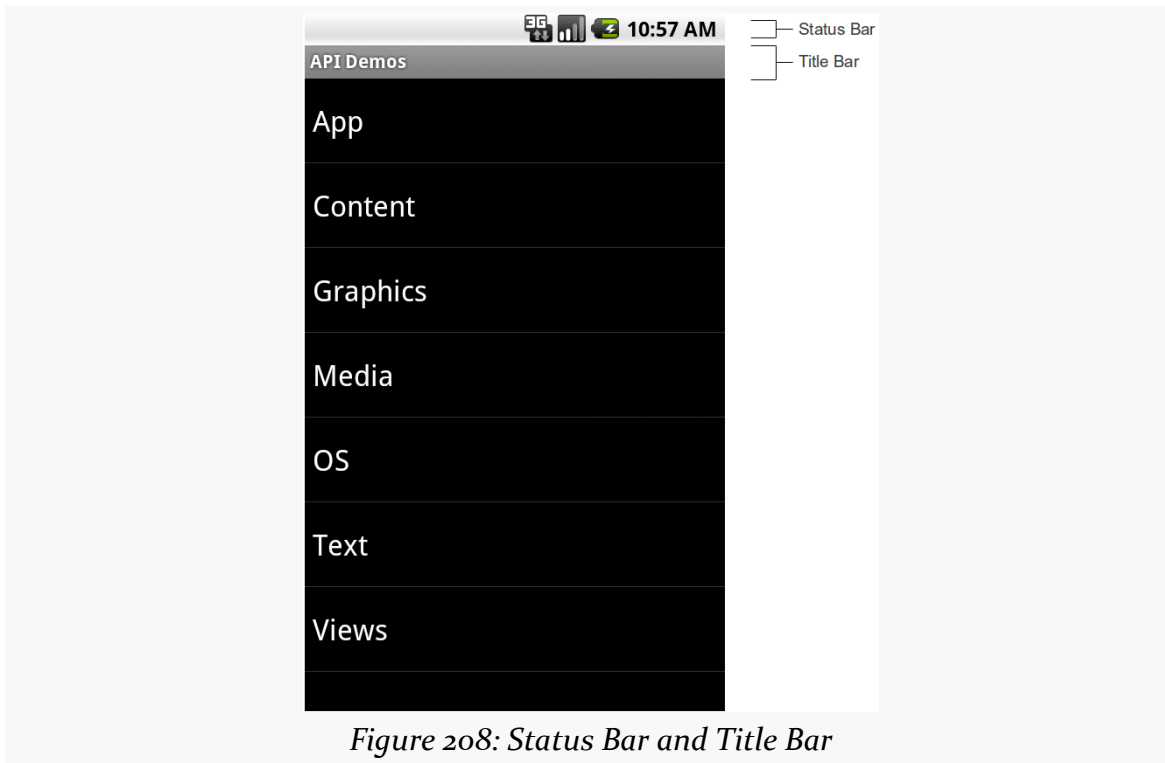 3G 10:57 AM
Status Bar
API Demos
Title Bar
App
Content
Graphics
Media
OS
Text
Views
Figure 208: Status Bar and Title Bar